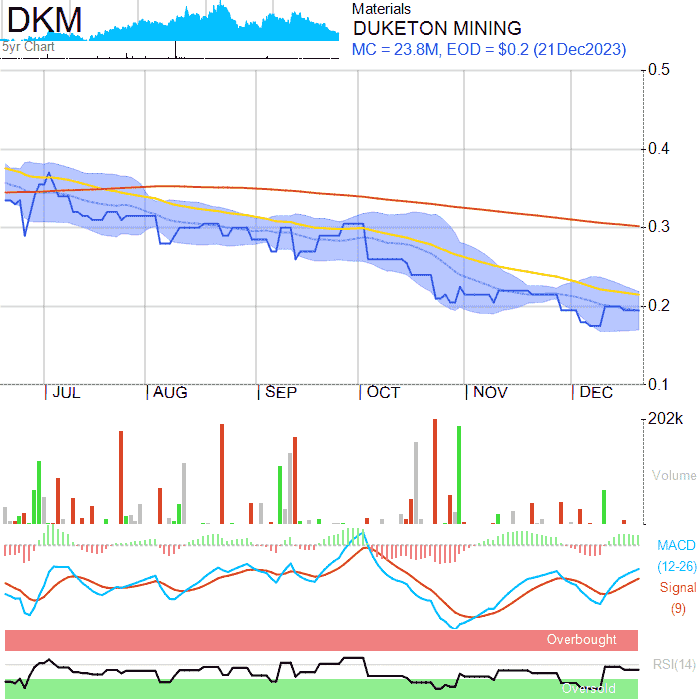 DKM
5yr Chart
Materials
DUKETON MINING
MC = 23.8M, EOD = $0.2 (21Dec2023)
0.5
0.4
0.3
0.2
0.1
JUL AUG SEP OCT NOV DEC
202k
Volume
MACD
(12-26)
Signal
(9)
Overbought
RSI(14)
Oversold